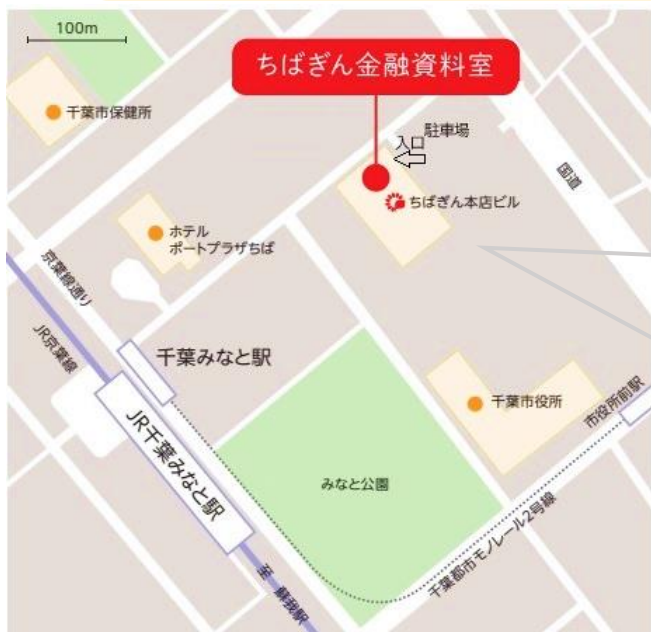 100m
ちばぎん金融資料室
千葉市保健所
駐車場
入口
国道
ちばぎん本店ビル
ホテル
ポートプラザちば
京葉線通り
JR京葉線
千葉みなと駅
千葉市役所
市役所前駅
JR千葉みなと駅
みなと公園
千葉都市モノレール2号線
至 蘇我駅